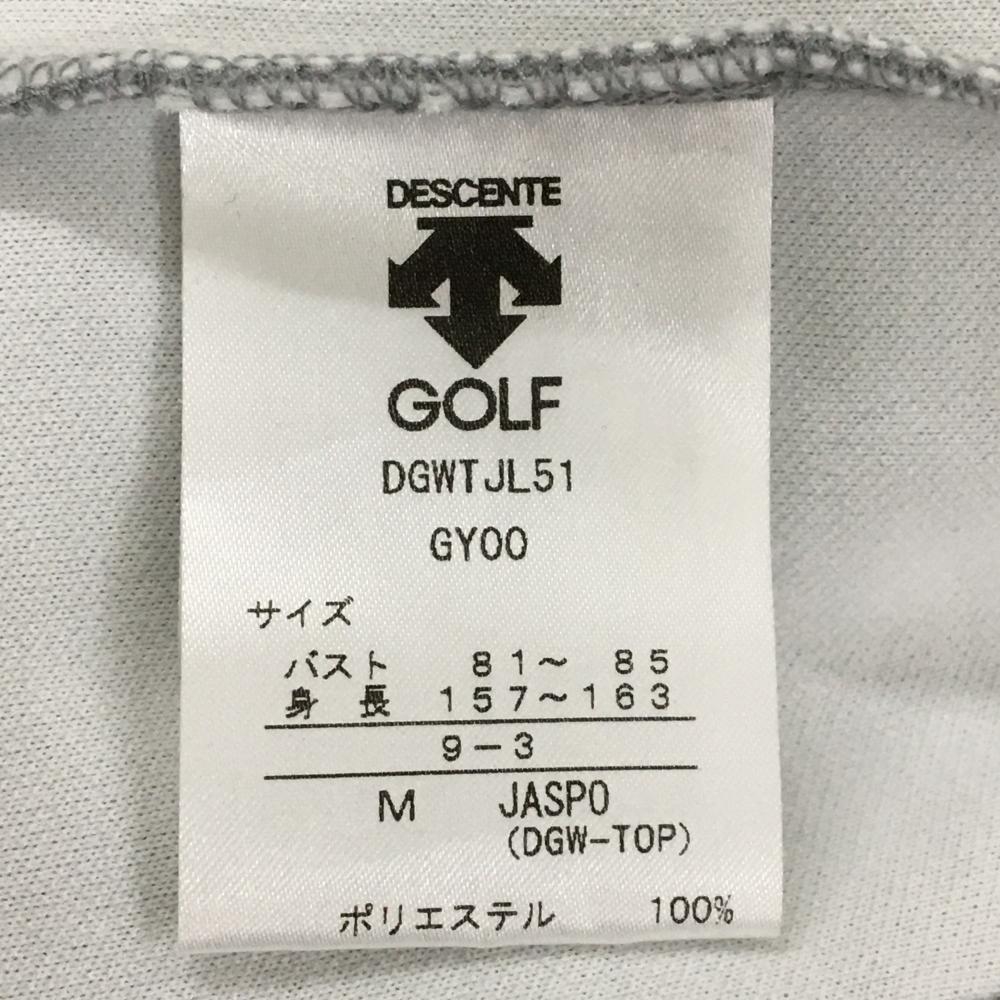 DESCENTE
GOLF
DGWTJL51
GY00
サイズ
バスト 81～ 85
身 長 157～163
9－3
M JASPO
(DGW-TOP)
ポリエステル 100%